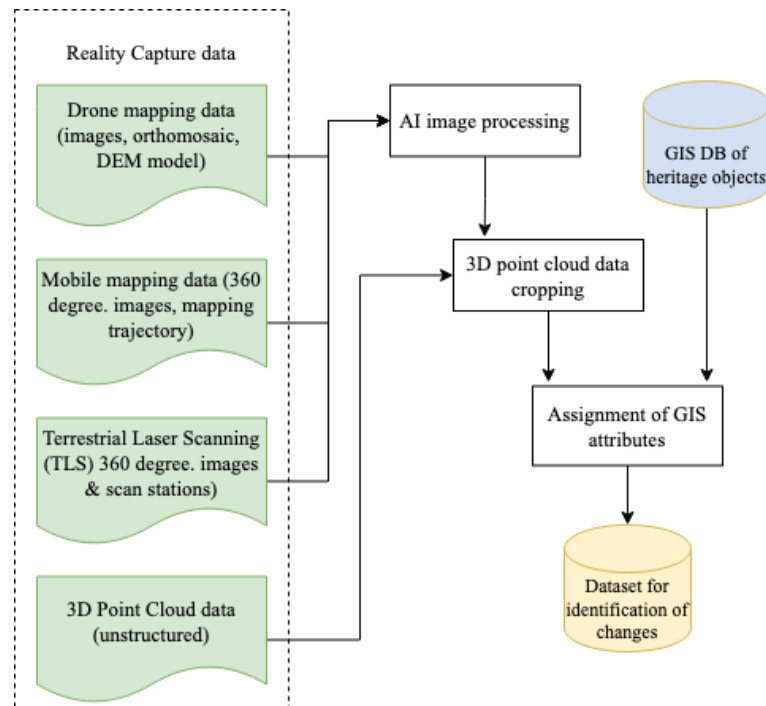 Reality Capture data
Drone mapping data
(images, orthomosaic,
DEM model)
Mobile mapping data (360
degree. images, mapping
trajectory)
Terrestrial Laser Scanning
(TLS) 360 degree. images
& scan stations)
3D Point Cloud data
(unstructured)
AI image processing
3D point cloud data
cropping
GIS DB of
heritage objects
Assignment of GIS
attributes
Dataset for
identification of
changes